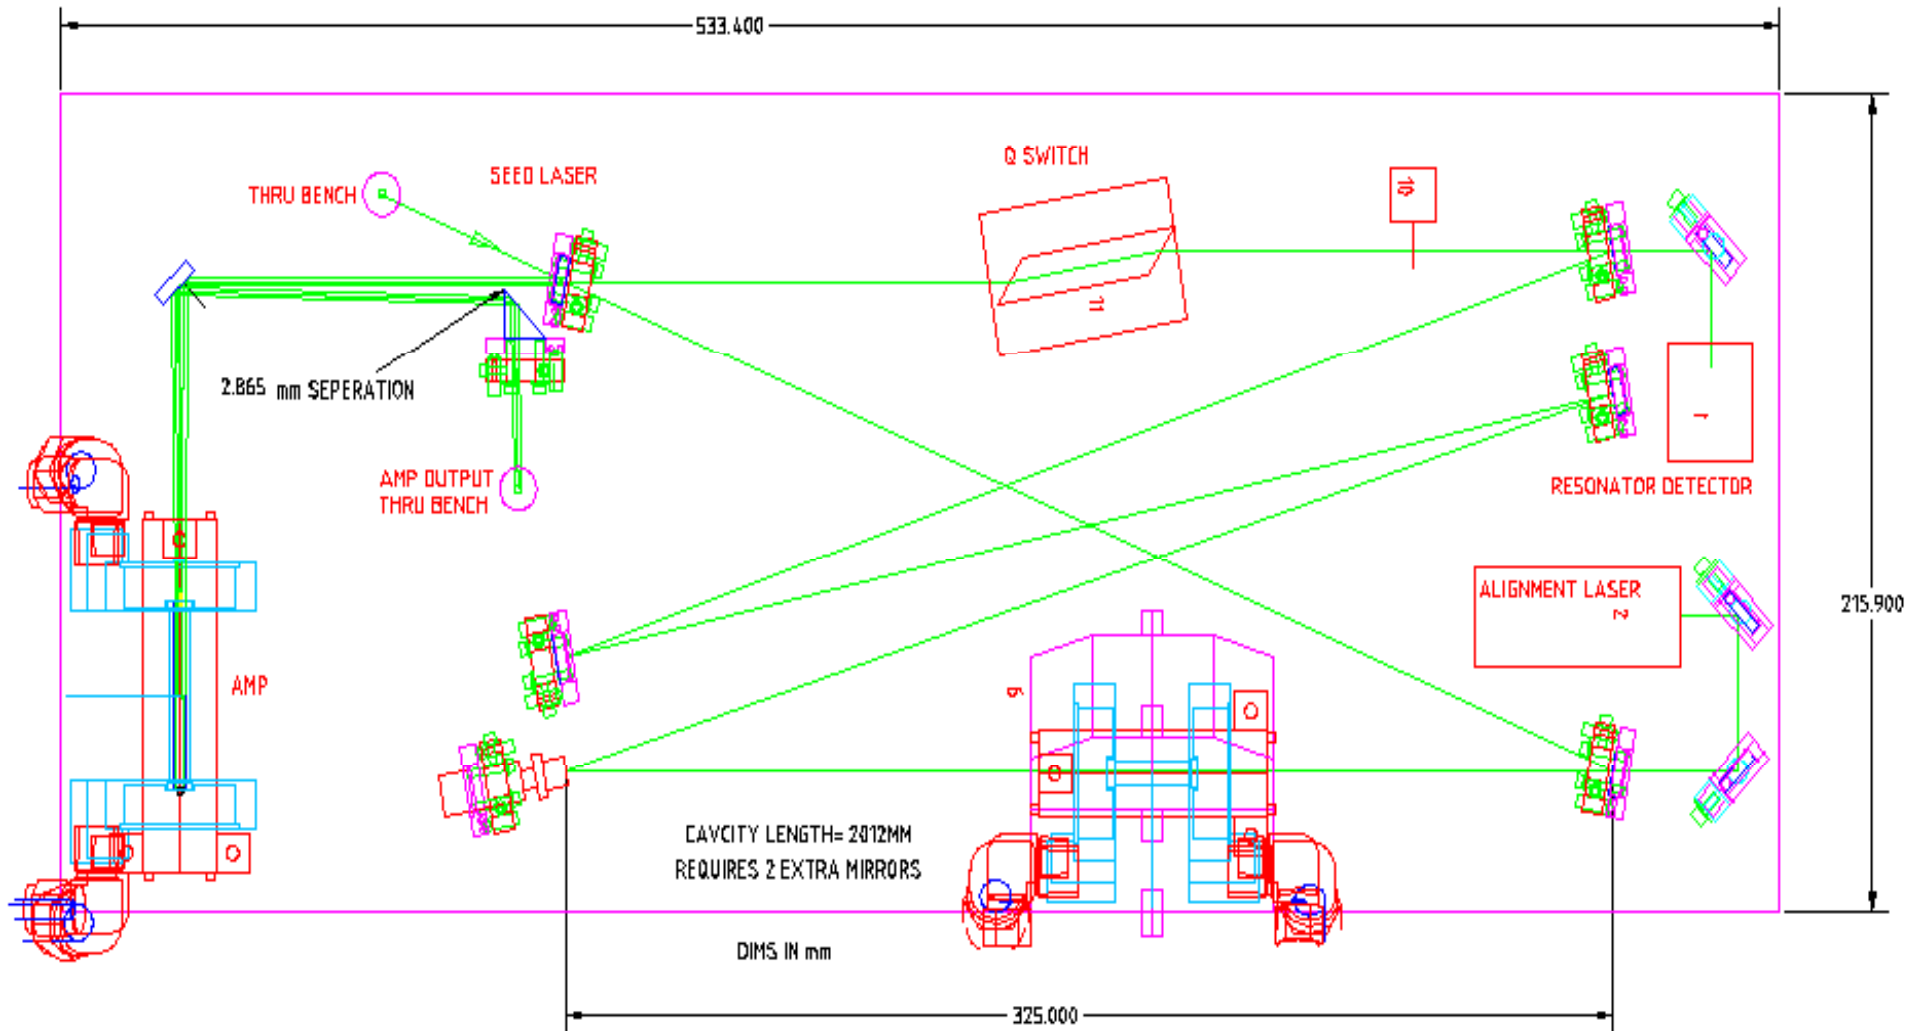 533.400
Q SWITCH
SEED LASER
THRU BENCH
10
11
215.900
2.865 mm SEPERATION
1
AMP OUTPUT
THRU BENCH
RESONATOR DETECTOR
ALIGNMENT LASER
2
AMP
CAVCITY LENGTH= 2012MM
REQUIRES 2 EXTRA MIRRORS
DIMS IN mm
325.000